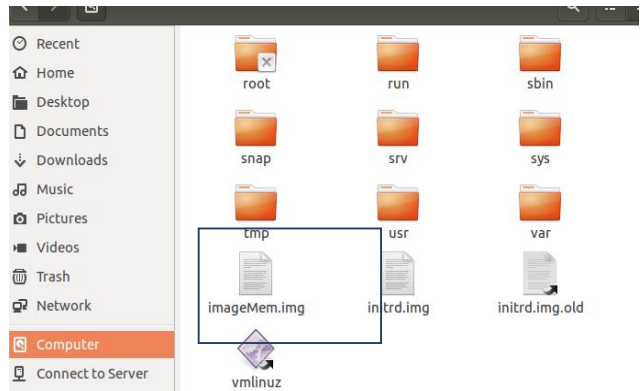 Recent
Home
Desktop
Documents
Downloads
Music
Pictures
Videos
Trash
Network
Computer
Connect to Server
root run sbin
snap srv sys
tmp usr var
imageMem.img initrd.img initrd.img.old
vmlinuz